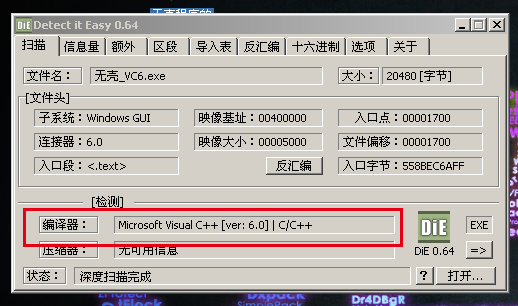 Detect it Easy 0.64
扫描 信息量 额外 区段 导入表 反汇编 十六进制 选项 关于
文件名： 无壳_VC6.exe 大小： 20480 [字节]
[文件头]
子系统：Windows GUI 映像基址：00400000 入口点：00001700
连接器：6.0 映像大小：00005000 文件偏移：00001700
入口段：<.text> 反汇编 入口字节：558BEC6AFF
[检测]
编译器： Microsoft Visual C++ [ver: 6.0] | C/C++ DiE EXE
压缩器： 无可用信息 DiE 0.64 =>
状态： 深度扫描完成 ? 打开...
Dr4DBgR